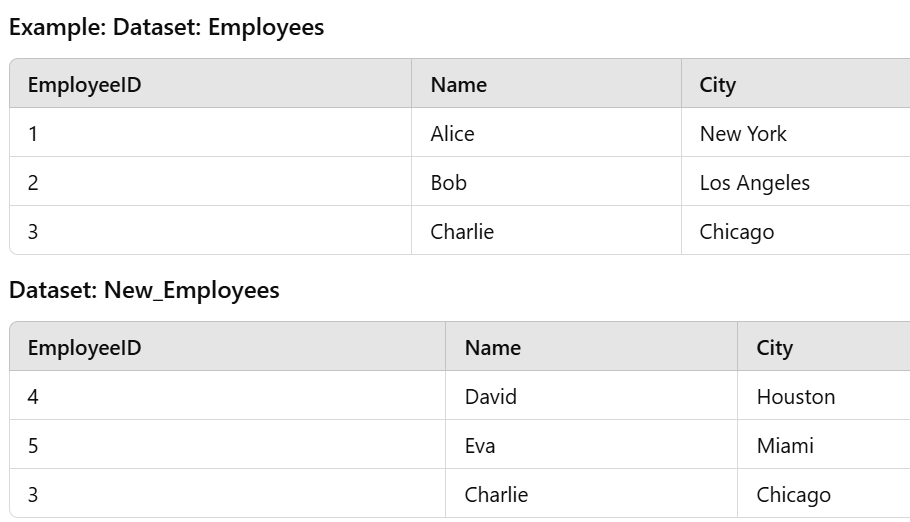 Example: Dataset: Employees
EmployeeID Name City
1 Alice New York
2 Bob Los Angeles
3 Charlie Chicago
Dataset: New_Employees
EmployeeID Name City
4 David Houston
5 Eva Miami
3 Charlie Chicago